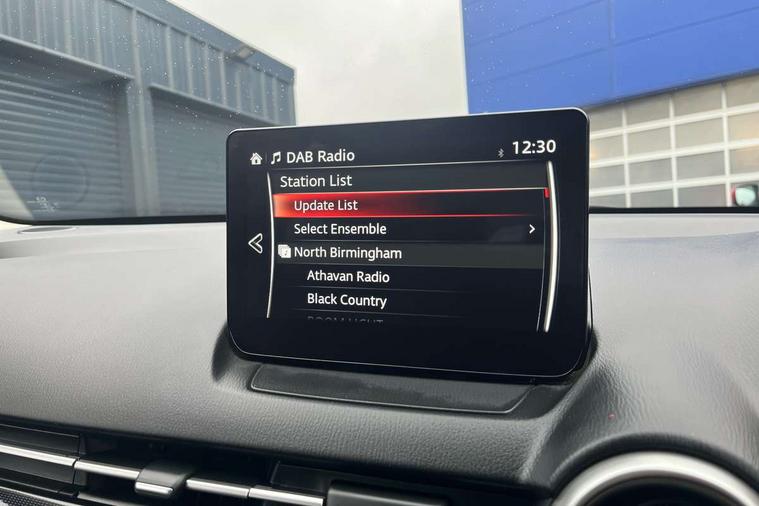 DAB Radio 12:30
Station List
Update List
Select Ensemble
North Birmingham
Athavan Radio
Black Country